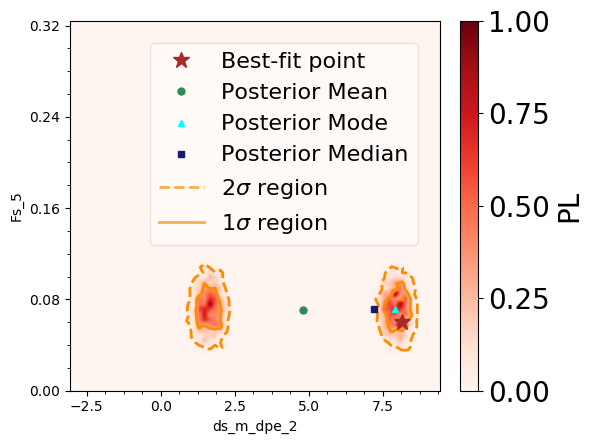 0.32
0.24
0.16
0.08
0.00
Fs_5
−2.5
0.0
2.5
5.0
7.5
ds_m_dpe_2
Best-fit point
Posterior Mean
Posterior Mode
Posterior Median
2σ region
1σ region
1.00
0.75
0.50
0.25
0.00
PL